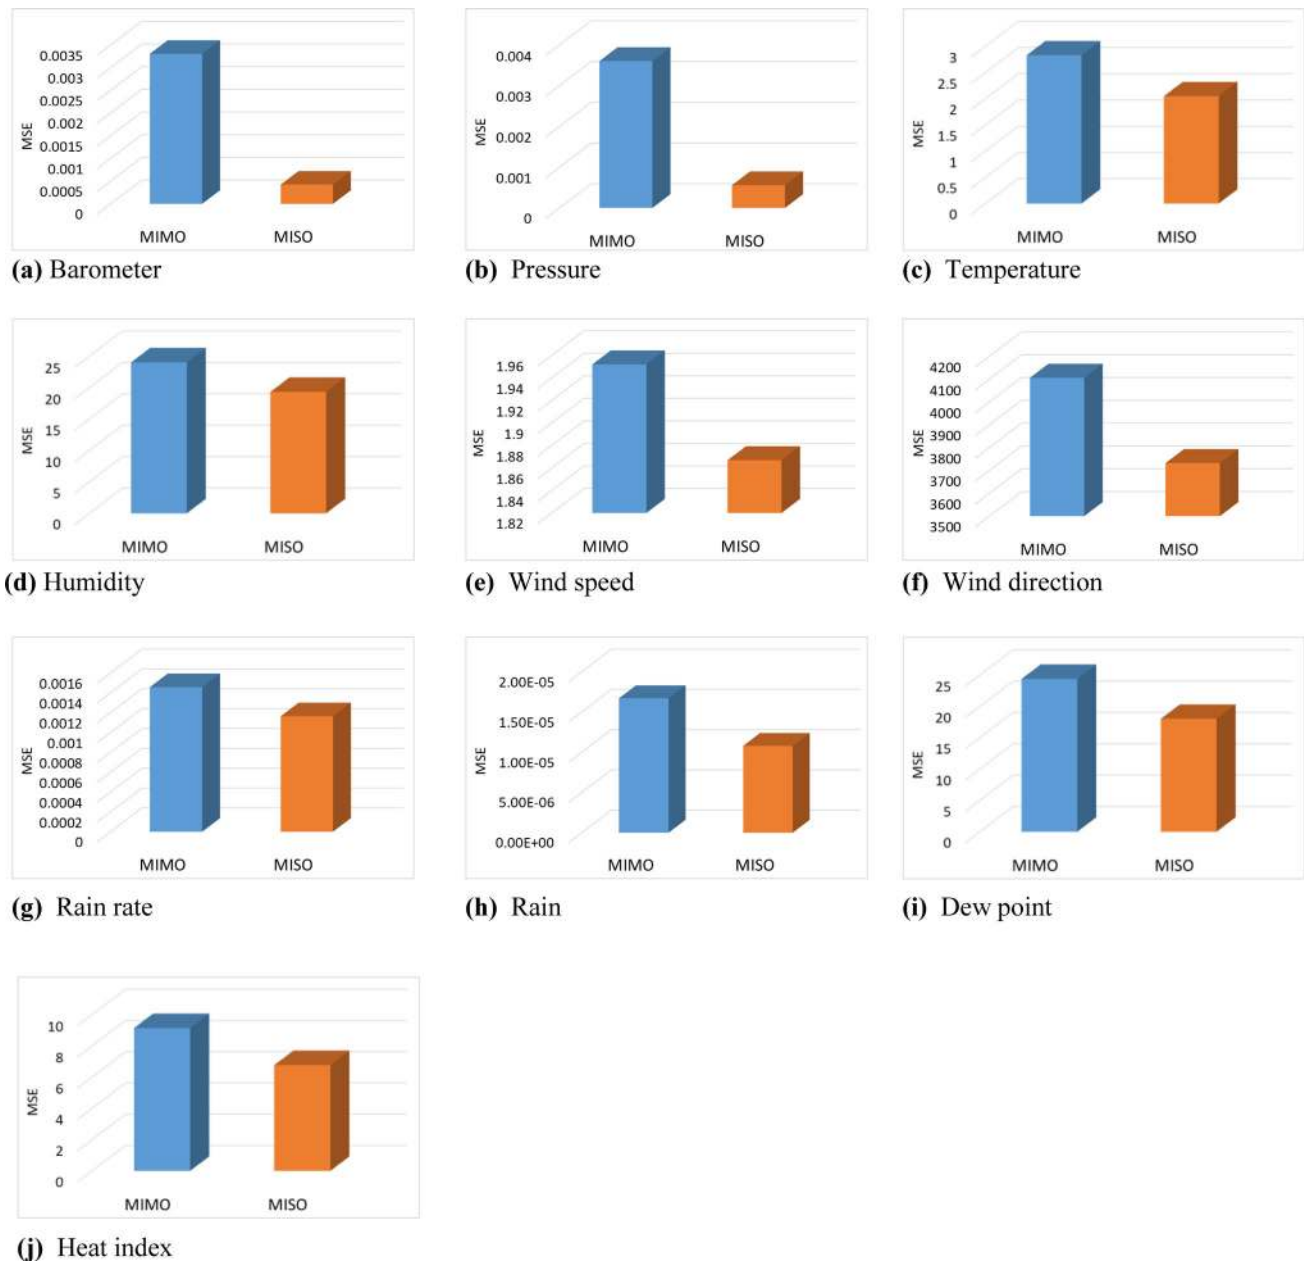 0.0035
0.003
0.0025
0.002
0.0015
0.001
0.0005
0
MSE
MIMO MISO
(a) Barometer
0.004
0.003
0.002
0.001
0
MSE
MIMO MISO
(b) Pressure
3
2.5
2
1.5
1
0.5
0
MSE
MIMO MISO
(c) Temperature
25
20
15
10
5
0
MSE
MIMO MISO
(d) Humidity
1.96
1.94
1.92
1.9
1.88
1.86
1.84
1.82
MSE
MIMO MISO
(e) Wind speed
4200
4100
4000
3900
3800
3700
3600
3500
MSE
MIMO MISO
(f) Wind direction
0.0016
0.0014
0.0012
0.001
0.0008
0.0006
0.0004
0.0002
0
MSE
MIMO MISO
(g) Rain rate
2.00E-05
1.50E-05
1.00E-05
5.00E-06
0.00E+00
MSE
MIMO MISO
(h) Rain
25
20
15
10
5
0
MSE
MIMO MISO
(i) Dew point
10
8
6
4
2
0
MSE
MIMO MISO
(j) Heat index